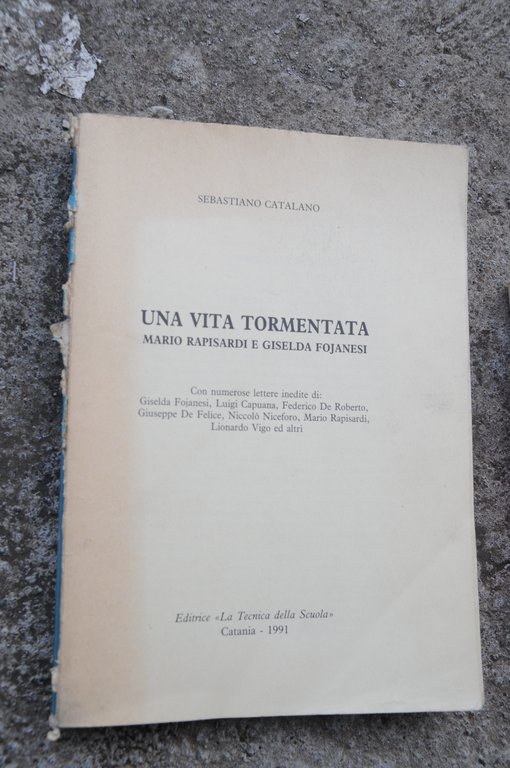 SEBASTIANO CATALANO
UNA VITA TORMENTATA
MARIO RAPISARDI E GISELDA FOJANESI
Con numerose lettere inedite di:
Giselda Fojanesi, Luigi Capuana, Federico De Roberto,
Giuseppe De Felice, Niccolò Niceforo, Mario Rapisardi,
Lionardo Vigo ed altri
Editrice «La Tecnica della Scuola»
Catania - 1991